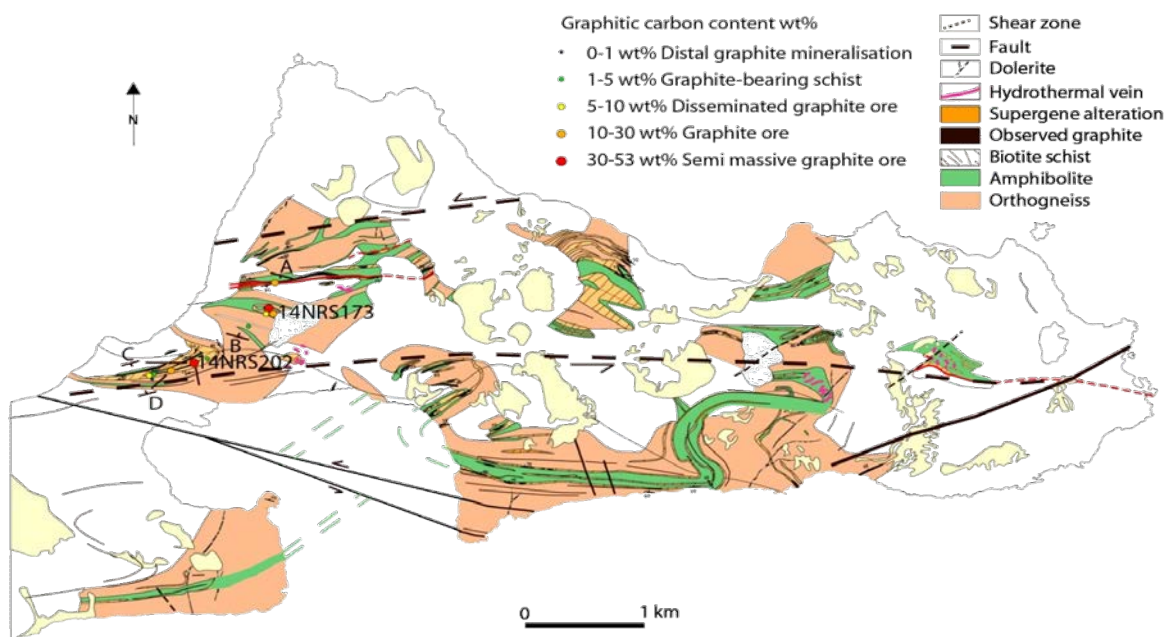 Graphitic carbon content wt%
0-1 wt% Distal graphite mineralisation
1-5 wt% Graphite-bearing schist
5-10 wt% Disseminated graphite ore
10-30 wt% Graphite ore
30-53 wt% Semi massive graphite ore
Shear zone
Fault
Dolerite
Hydrothermal vein
Supergene alteration
Observed graphite
Biotite schist
Amphibolite
Orthogneiss
N
A
14NRS173
B
C
14NRS202
D
0 1 km